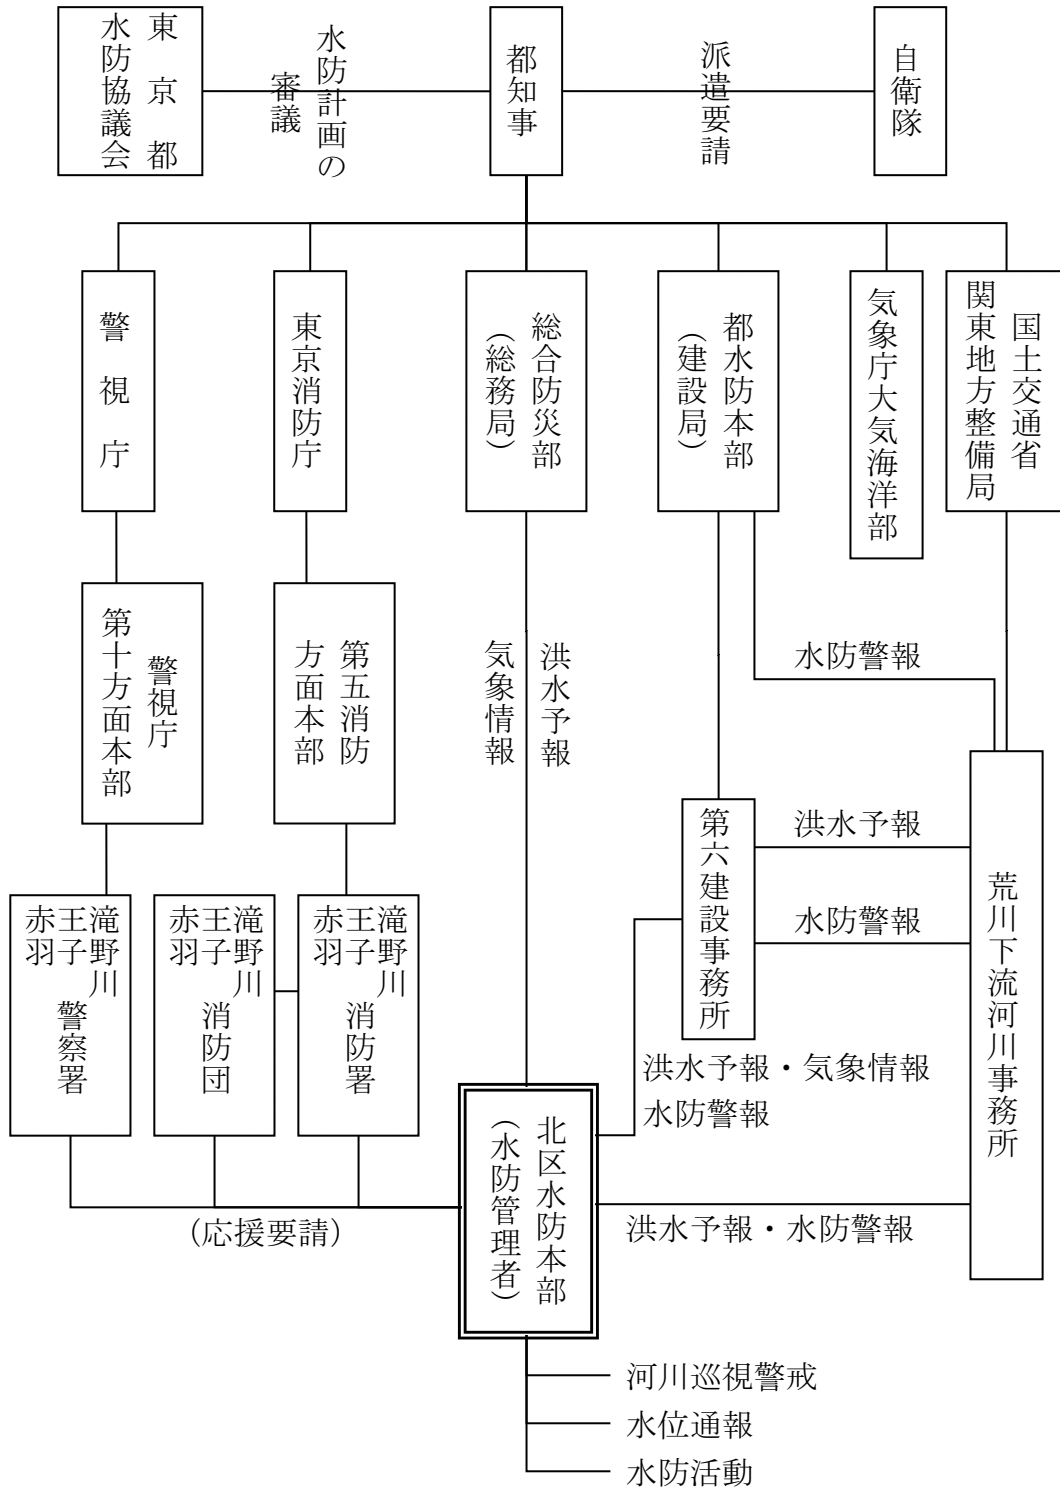 東京都
水防協議会
水防計画の
審議
都知事
派遣要請
自衛隊
警視庁
東京消防庁
総合防災部
(総務局)
都水防本部
(建設局)
気象庁大気海洋部
国土交通省
関東地方整備局
警視庁
第十方面本部
第五消防
方面本部
洪水予報
気象情報
水防警報
第六建設事務所
洪水予報
水防警報
荒川下流河川事務所
滝野川
王子
赤羽
警察署
滝野川
王子
赤羽
消防団
滝野川
王子
赤羽
消防署
洪水予報・気象情報
水防警報
北区水防本部
(水防管理者)
(応援要請)
洪水予報・水防警報
河川巡視警戒
水位通報
水防活動